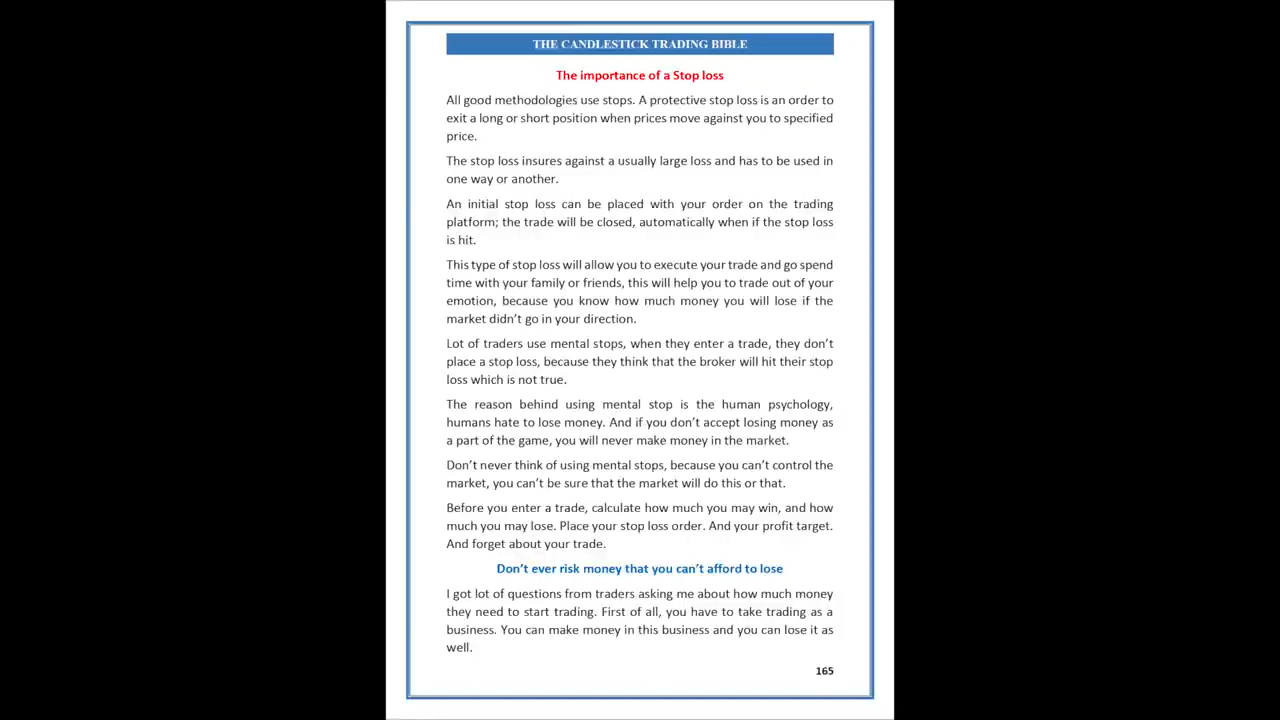 THE CANDLESTICK TRADING BIBLE
The importance of a Stop loss
All good methodologies use stops. A protective stop loss is an order to
exit a long or short position when prices move against you to specified
price.
The stop loss insures against a usually large loss and has to be used in
one way or another.
An initial stop loss can be placed with your order on the trading
platform; the trade will be closed, automatically when if the stop loss
is hit.
This type of stop loss will allow you to execute your trade and go spend
time with your family or friends, this will help you to trade out of your
emotion, because you know how much money you will lose if the
market didn’t go in your direction.
Lot of traders use mental stops, when they enter a trade, they don’t
place a stop loss, because they think that the broker will hit their stop
loss which is not true.
The reason behind using mental stop is the human psychology,
humans hate to lose money. And if you don’t accept losing money as
a part of the game, you will never make money in the market.
Don’t never think of using mental stops, because you can’t control the
market, you can’t be sure that the market will do this or that.
Before you enter a trade, calculate how much you may win, and how
much you may lose. Place your stop loss order. And your profit target.
And forget about your trade.
Don’t ever risk money that you can’t afford to lose
I got lot of questions from traders asking me about how much money
they need to start trading. First of all, you have to take trading as a
business. You can make money in this business and you can lose it as
well.
165